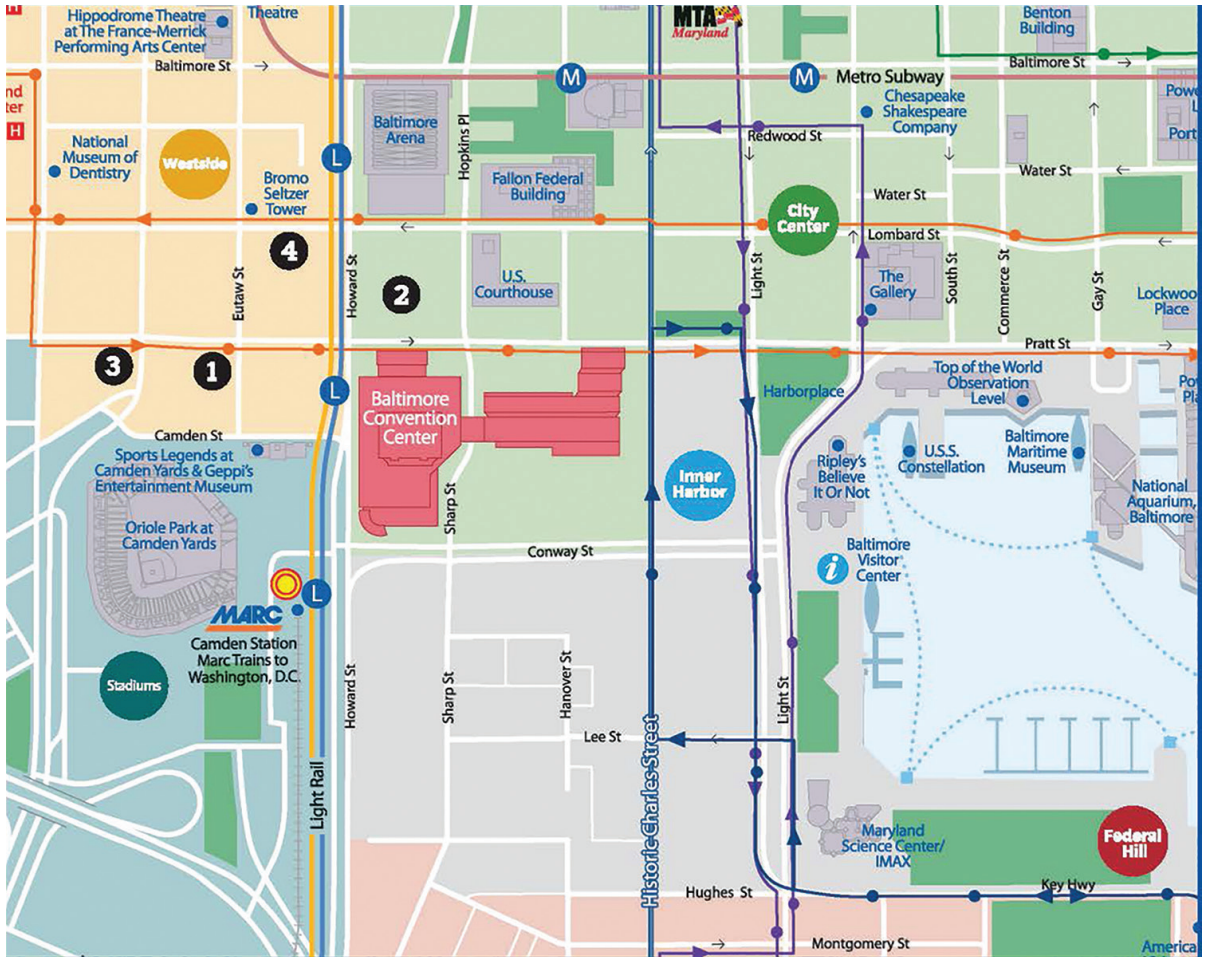 Hippodrome Theatre
at The France-Merrick
Performing Arts Center
Theatre
MTA
Maryland
Benton
Building
Baltimore St
Baltimore St
M
M
Metro Subway
H
National
Museum of
Dentistry
Westside
Bromo
Seltzer
Tower
L
Baltimore
Arena
Hopkins Pl
Fallon Federal
Building
Redwood St
Chesapeake
Shakespeare
Company
Water St
Water St
City
Center
Lombard St
4
Eutaw St
Howard St
2
U.S.
Courthouse
Light St
The
Gallery
South St
Commerce St
Gay St
Place
Pratt St
3
1
L
Baltimore
Convention
Center
Harborplace
Top of the World
Observation
Level
Camden St
Sports Legends at
Camden Yards & Geppi's
Entertainment Museum
Oriole Park at
Camden Yards
Sharp St
Inner
Harbor
Ripley's
Believe
It Or Not
U.S.S.
Constellation
Baltimore
Maritime
Museum
National
Aquarium,
Baltimore
Conway St
i
Baltimore
Visitor
Center
L
MARC
Camden Station
Marc Trains to
Washington, D.C.
Stadiums
Howard St
Sharp St
Hanover St
Light St
Lee St
Historic Charles Street
Light Rail
Maryland
Science Center/
IMAX
Federal
Hill
Hughes St
Key Hwy
Montgomery St